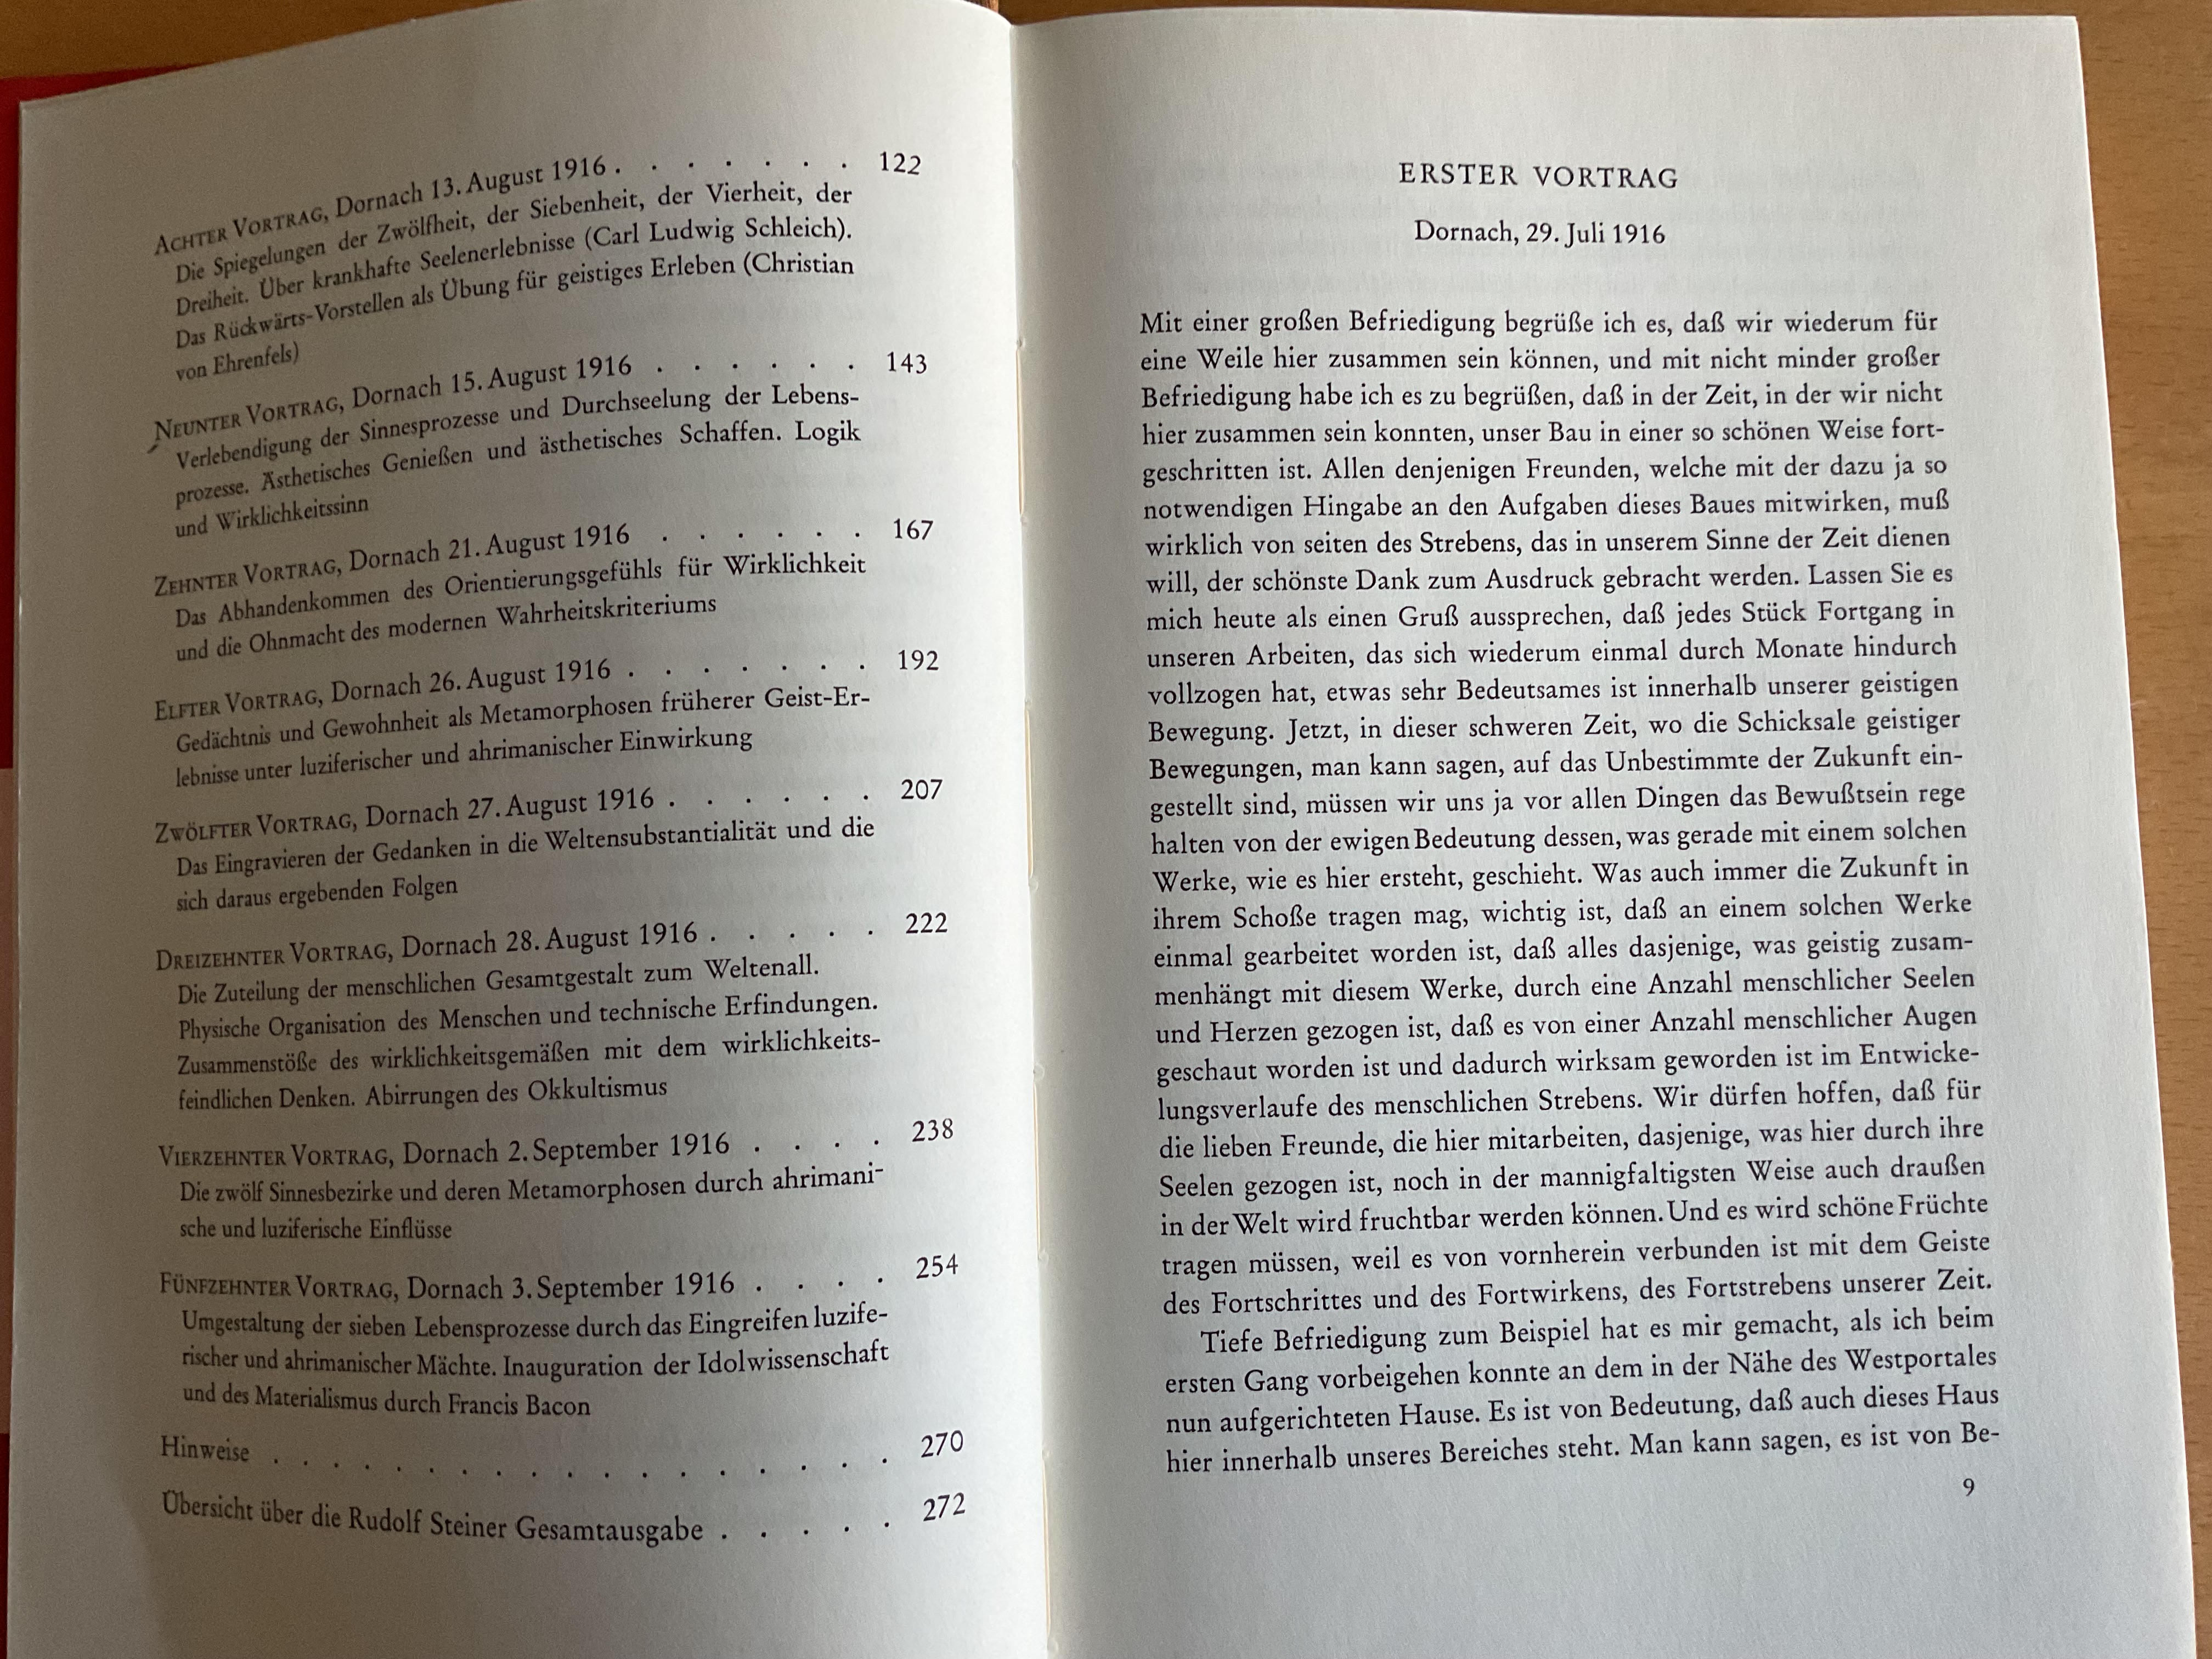 ACHTER VORTRAG, Dornach 13. August 1916 . . . . . . 122
Die Spiegelungen der Zwölfheit, der Siebenheit, der Vierheit, der
Dreiheit. Über krankhafte Seelenerlebnisse (Carl Ludwig Schleich).
Das Rückwärts-Vorstellen als Übung für geistiges Erleben (Christian
von Ehrenfels)
NEUNTER VORTRAG, Dornach 15. August 1916 . . . . . . 143
Verlebendigung der Sinnesprozesse und Durchseelung der Lebens-
prozesse. Ästhetisches Genießen und ästhetisches Schaffen. Logik
und Wirklichkeitssinn
ZEHNTER VORTRAG, Dornach 21. August 1916 . . . . . . 167
Das Abhandenkommen des Orientierungsgefühls für Wirklichkeit
und die Ohnmacht des modernen Wahrheitskriteriums
ELFTER VORTRAG, Dornach 26. August 1916 . . . . . . . 192
Gedächtnis und Gewohnheit als Metamorphosen früherer Geist-Er-
lebnisse unter luziferischer und ahrimanischer Einwirkung
ZWÖLFTER VORTRAG, Dornach 27. August 1916 . . . . . . 207
Das Eingravieren der Gedanken in die Weltensubstantialität und die
sich daraus ergebenden Folgen
DREIZEHNTER VORTRAG, Dornach 28. August 1916 . . . . . 222
Die Zuteilung der menschlichen Gesamtgestalt zum Weltenall.
Physische Organisation des Menschen und technische Erfindungen.
Zusammenstöße des wirklichkeitsgemäßen mit dem wirklichkeits-
feindlichen Denken. Abirrungen des Okkultismus
VIERZEHNTER VORTRAG, Dornach 2. September 1916 . . . . 238
Die zwölf Sinnesbezirke und deren Metamorphosen durch ahrimani-
sche und luziferische Einflüsse
FÜNFZEHNTER VORTRAG, Dornach 3. September 1916 . . . . 254
Umgestaltung der sieben Lebensprozesse durch das Eingreifen luzife-
rischer und ahrimanischer Mächte. Inauguration der Idolwissenschaft
und des Materialismus durch Francis Bacon
Hinweise . . . . . . . . . . . . . . . . . . 270
Übersicht über die Rudolf Steiner Gesamtausgabe . . . . . 272
ERSTER VORTRAG
Dornach, 29. Juli 1916
Mit einer großen Befriedigung begrüße ich es, daß wir wiederum für
eine Weile hier zusammen sein können, und mit nicht minder großer
Befriedigung habe ich es zu begrüßen, daß in der Zeit, in der wir nicht
hier zusammen sein konnten, unser Bau in einer so schönen Weise fort-
geschritten ist. Allen denjenigen Freunden, welche mit der dazu ja so
notwendigen Hingabe an den Aufgaben dieses Baues mitwirken, muß
wirklich von seiten des Strebens, das in unserem Sinne der Zeit dienen
will, der schönste Dank zum Ausdruck gebracht werden. Lassen Sie es
mich heute als einen Gruß aussprechen, daß jedes Stück Fortgang in
unseren Arbeiten, das sich wiederum einmal durch Monate hindurch
vollzogen hat, etwas sehr Bedeutsames ist innerhalb unserer geistigen
Bewegung. Jetzt, in dieser schweren Zeit, wo die Schicksale geistiger
Bewegungen, man kann sagen, auf das Unbestimmte der Zukunft ein-
gestellt sind, müssen wir uns ja vor allen Dingen das Bewußtsein rege
halten von der ewigen Bedeutung dessen, was gerade mit einem solchen
Werke, wie es hier ersteht, geschieht. Was auch immer die Zukunft in
ihrem Schoße tragen mag, wichtig ist, daß an einem solchen Werke
einmal gearbeitet worden ist, daß alles dasjenige, was geistig zusam-
menhängt mit diesem Werke, durch eine Anzahl menschlicher Seelen
und Herzen gezogen ist, daß es von einer Anzahl menschlicher Augen
geschaut worden ist und dadurch wirksam geworden ist im Entwicke-
lungsverlaufe des menschlichen Strebens. Wir dürfen hoffen, daß für
die lieben Freunde, die hier mitarbeiten, dasjenige, was hier durch ihre
Seelen gezogen ist, noch in der mannigfaltigsten Weise auch draußen
in der Welt wird fruchtbar werden können. Und es wird schöne Früchte
tragen müssen, weil es von vornherein verbunden ist mit dem Geiste
des Fortschrittes und des Fortwirkens, des Fortstrebens unserer Zeit.
Tiefe Befriedigung zum Beispiel hat es mir gemacht, als ich beim
ersten Gang vorbeigehen konnte an dem in der Nähe des Westportales
nun aufgerichteten Hause. Es ist von Bedeutung, daß auch dieses Haus
hier innerhalb unseres Bereiches steht. Man kann sagen, es ist von Be-
9